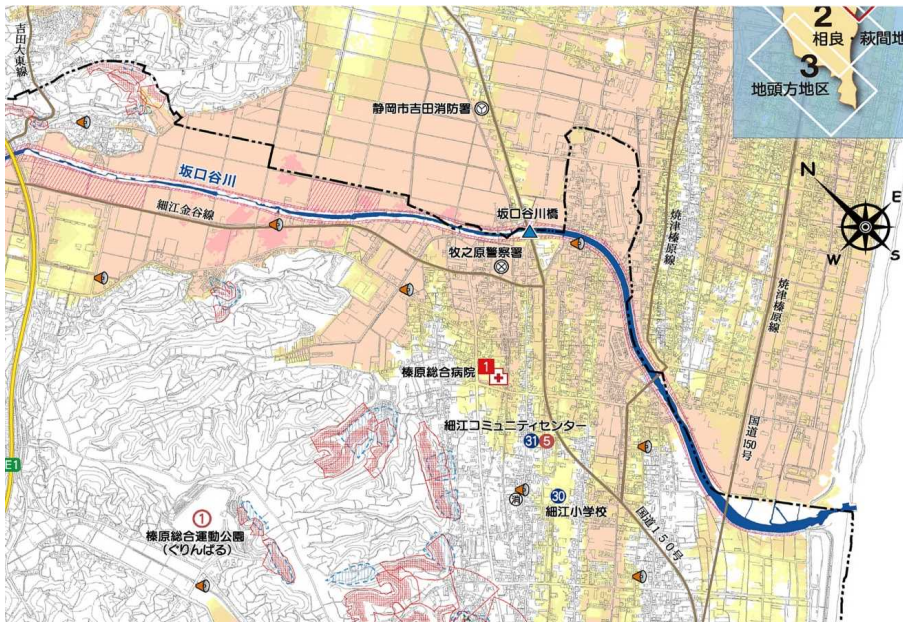 吉田大東線
2
相良・萩間地
3
地頭方地区
静岡市吉田消防署
N
E
W
S
坂口谷川
細江金谷線
坂口谷川橋
牧之原警察署
焼津榛原線
焼津榛原線
榛原総合病院
1
細江コミュニティセンター
31
5
国道150号
E1
消
30
細江小学校
国道150号
1
榛原総合運動公園
(ぐりんぱる)